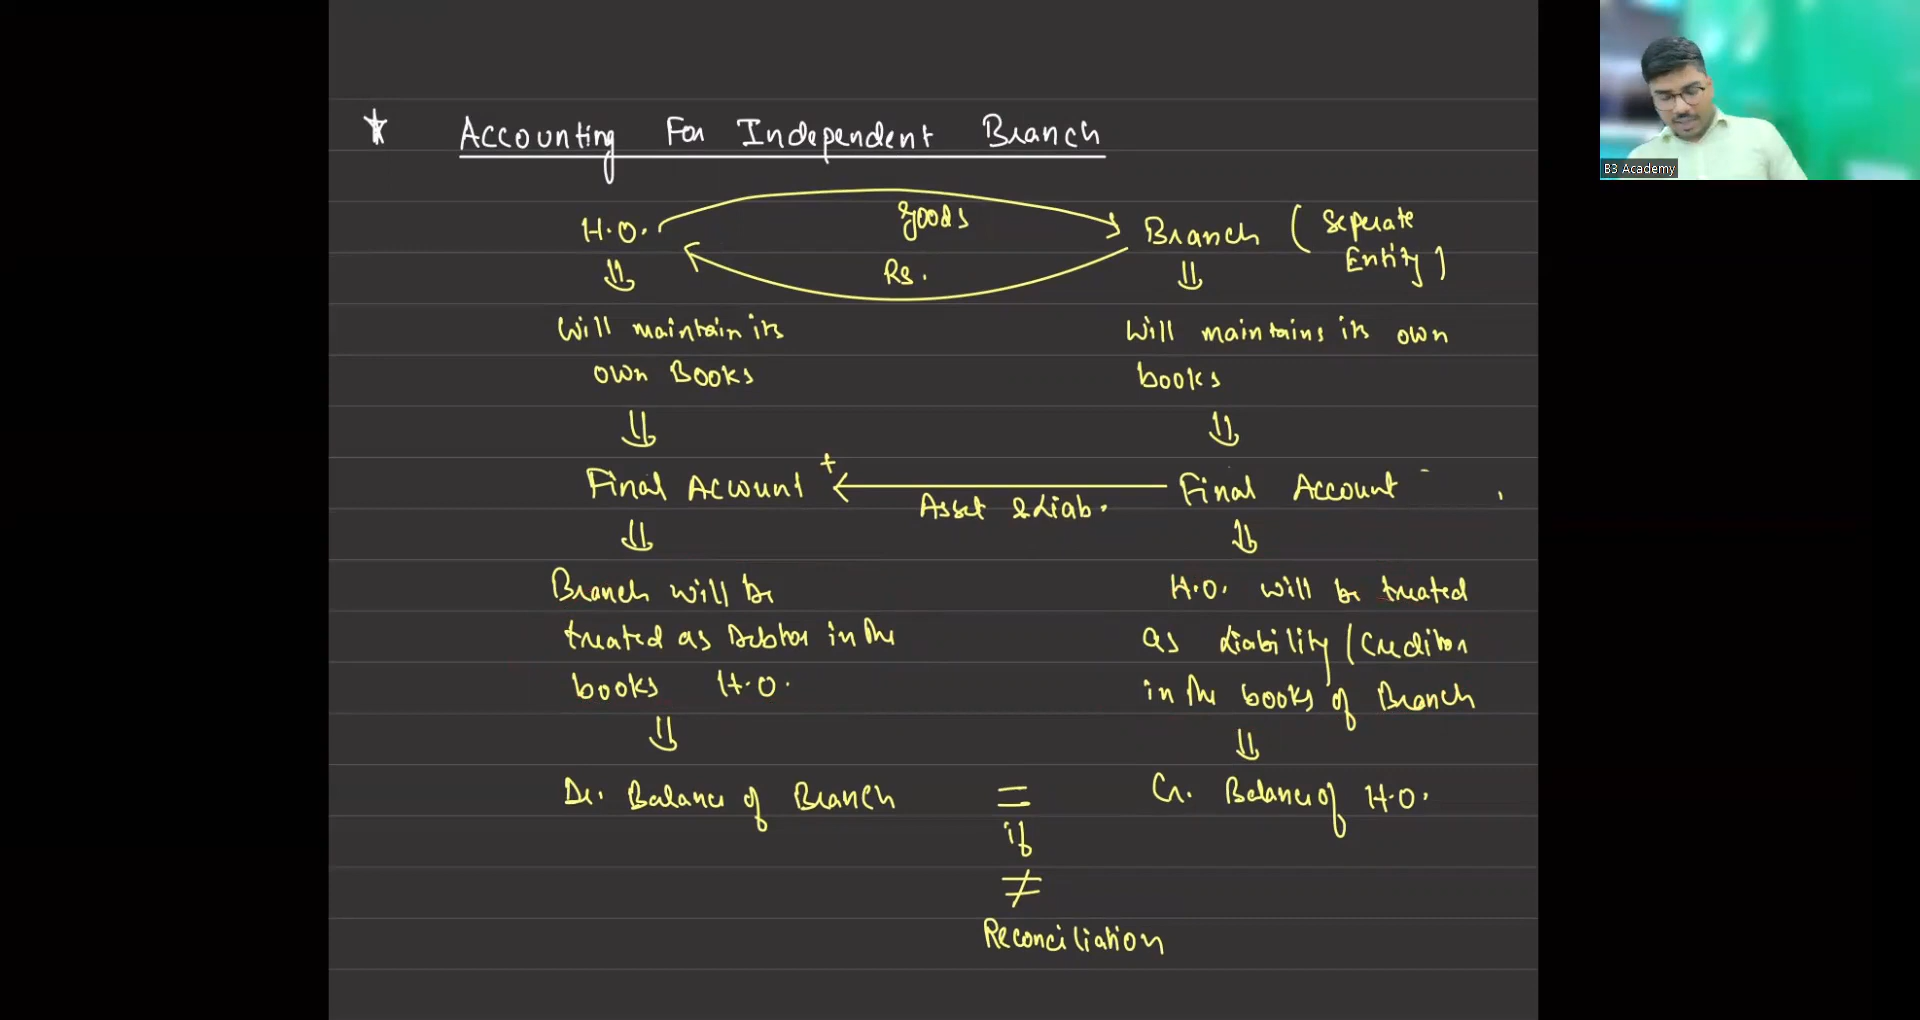 * Accounting For Independent Branch
H.O. goods Branch (Seperate
Entity)
Rs.
Will maintain its
own Books
Will maintains its own
books
Final Account + Asset & Liab. Final Account
Branch will be
treated as Debtor in the
books H.O.
H.O. will be treated
as Liability/Creditor
in the books of Branch
Dr. Balance of Branch = Cr. Balance of H.O.
if
≠
Reconciliation
B3 Academy